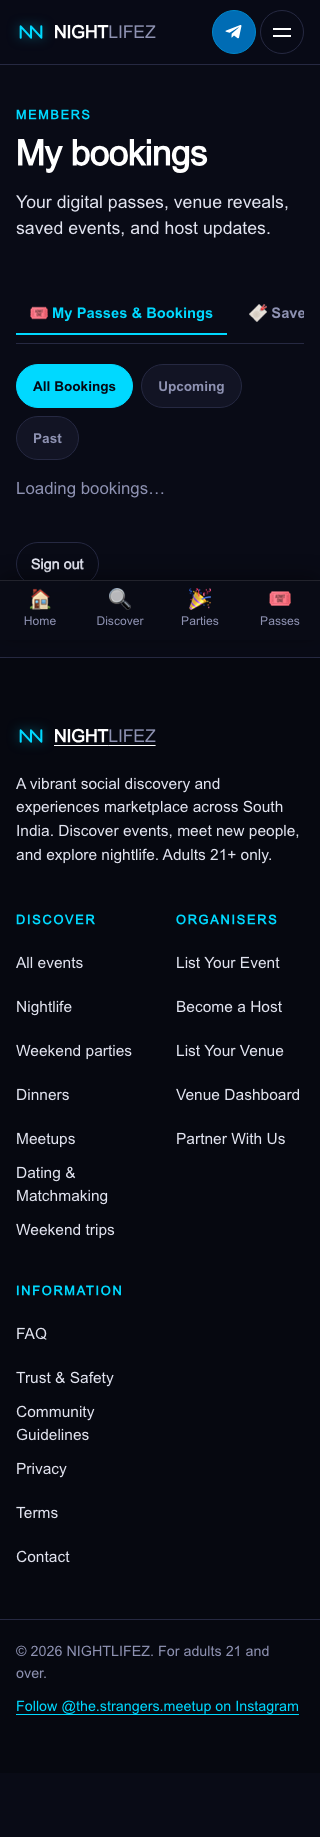 NIGHTLIFEZ
MEMBERS
My bookings
Your digital passes, venue reveals,
saved events, and host updates.
My Passes & Bookings
Save
All Bookings
Upcoming
Past
Loading bookings...
Sign out
Home
Discover
Parties
Passes
NIGHTLIFEZ
A vibrant social discovery and
experiences marketplace across South
India. Discover events, meet new people,
and explore nightlife. Adults 21+ only.
DISCOVER
All events
Nightlife
Weekend parties
Dinners
Meetups
Dating &
Matchmaking
Weekend trips
ORGANISERS
List Your Event
Become a Host
List Your Venue
Venue Dashboard
Partner With Us
INFORMATION
FAQ
Trust & Safety
Community
Guidelines
Privacy
Terms
Contact
© 2026 NIGHTLIFEZ. For adults 21 and
over.
Follow @the.strangers.meetup on Instagram